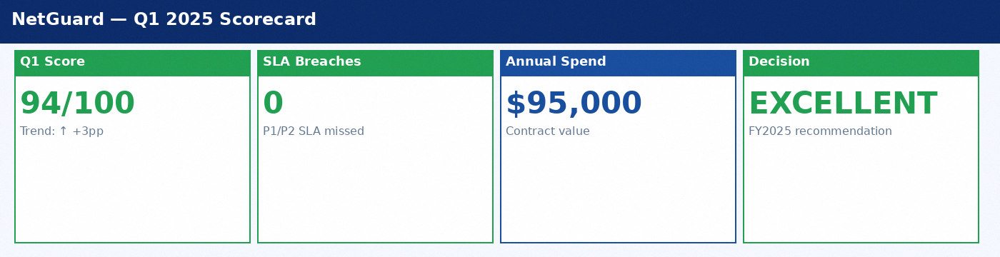 NetGuard — Q1 2025 Scorecard
Q1 Score
94/100
Trend: ↑ +3pp
SLA Breaches
0
P1/P2 SLA missed
Annual Spend
$95,000
Contract value
Decision
EXCELLENT
FY2025 recommendation